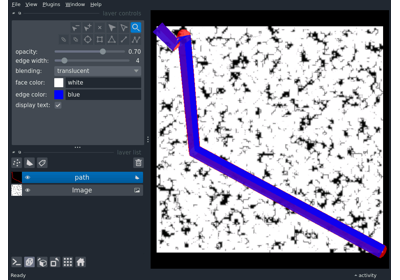 File View Plugins Window Help
layer controls
opacity: 0.70
edge width: 4
blending: translucent
face color: white
edge color: blue
display text:
layer list
path
Image
Ready
activity